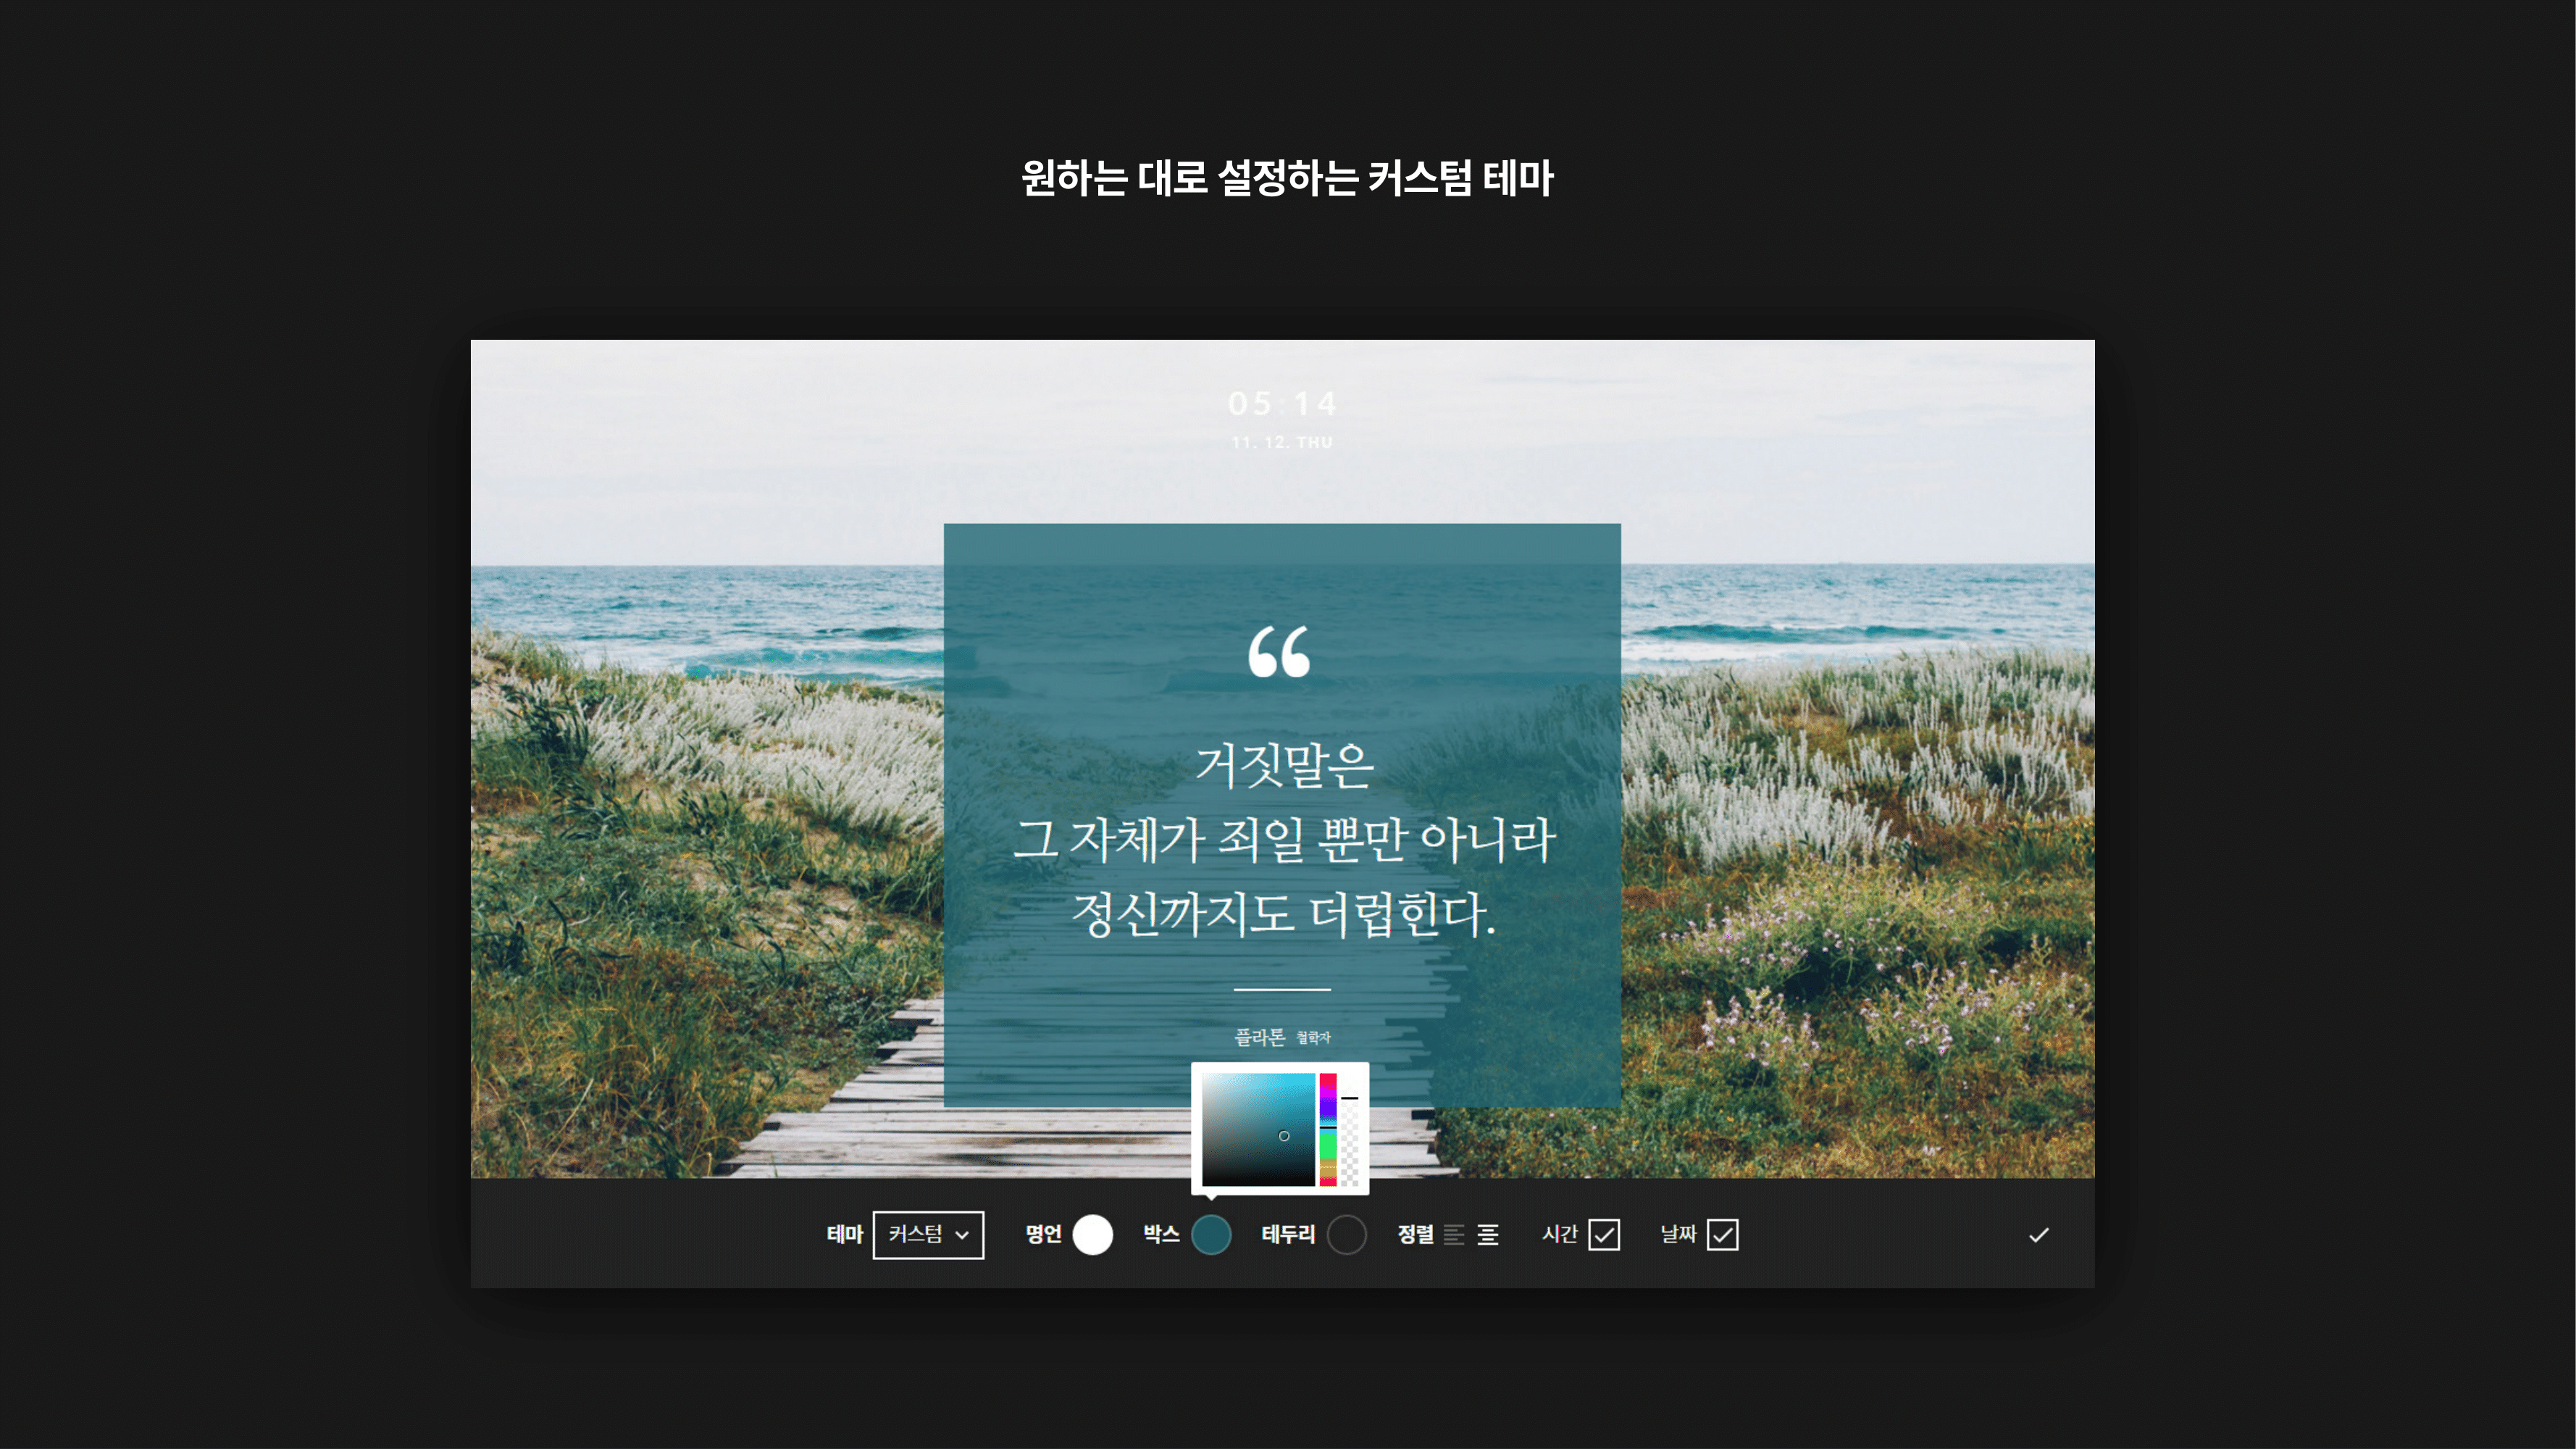 원하는 대로 설정하는 커스텀 테마
05:14
11. 12. THU
“
거짓말은
그 자체가 죄일 뿐만 아니라
정신까지도 더럽힌다.
플라톤 철학자
테마 커스텀 명언 박스 테두리 정렬 시간 날짜